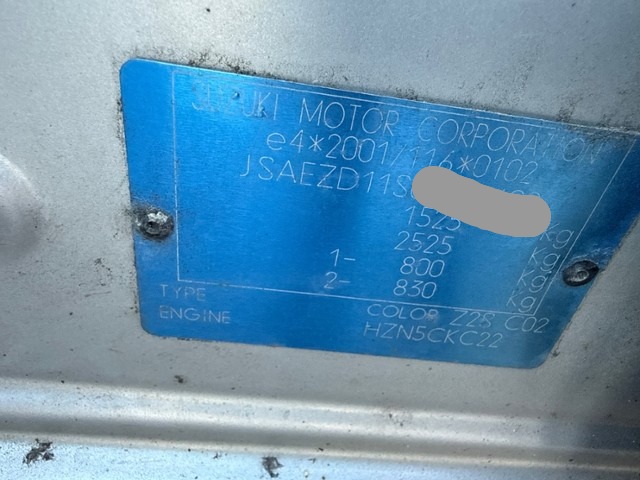 SUZUKI MOTOR CORPORATION
e4*2001/116*0102
JSAEZD11S
1525 kg
2525 kg
1- 800 kg
2- 830 kg
TYPE COLOR Z2S C02
ENGINE HZN5CKC22